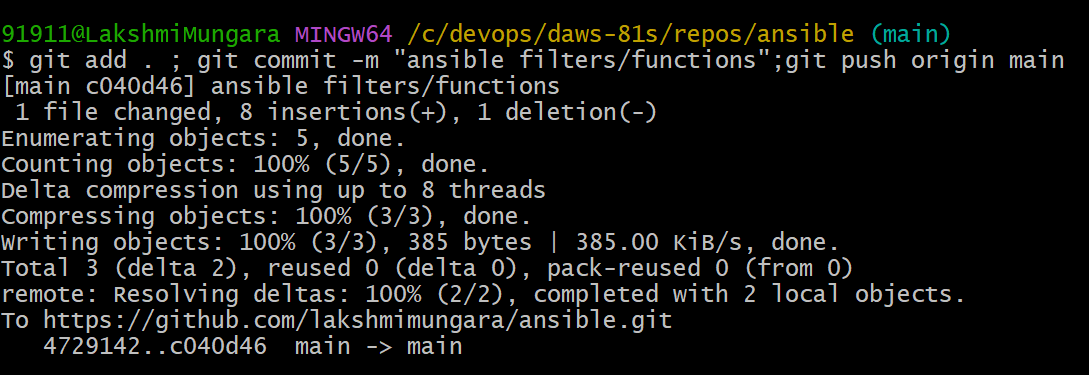 91911@LakshmiMungara MINGW64 /c/devops/daws-81s/repos/ansible (main)
$ git add . ; git commit -m "ansible filters/functions";git push origin main
[main c040d46] ansible filters/functions
 1 file changed, 8 insertions(+), 1 deletion(-)
Enumerating objects: 5, done.
Counting objects: 100% (5/5), done.
Delta compression using up to 8 threads
Compressing objects: 100% (3/3), done.
Writing objects: 100% (3/3), 385 bytes | 385.00 KiB/s, done.
Total 3 (delta 2), reused 0 (delta 0), pack-reused 0 (from 0)
remote: Resolving deltas: 100% (2/2), completed with 2 local objects.
To https://github.com/lakshmimungara/ansible.git
   4729142..c040d46  main -> main